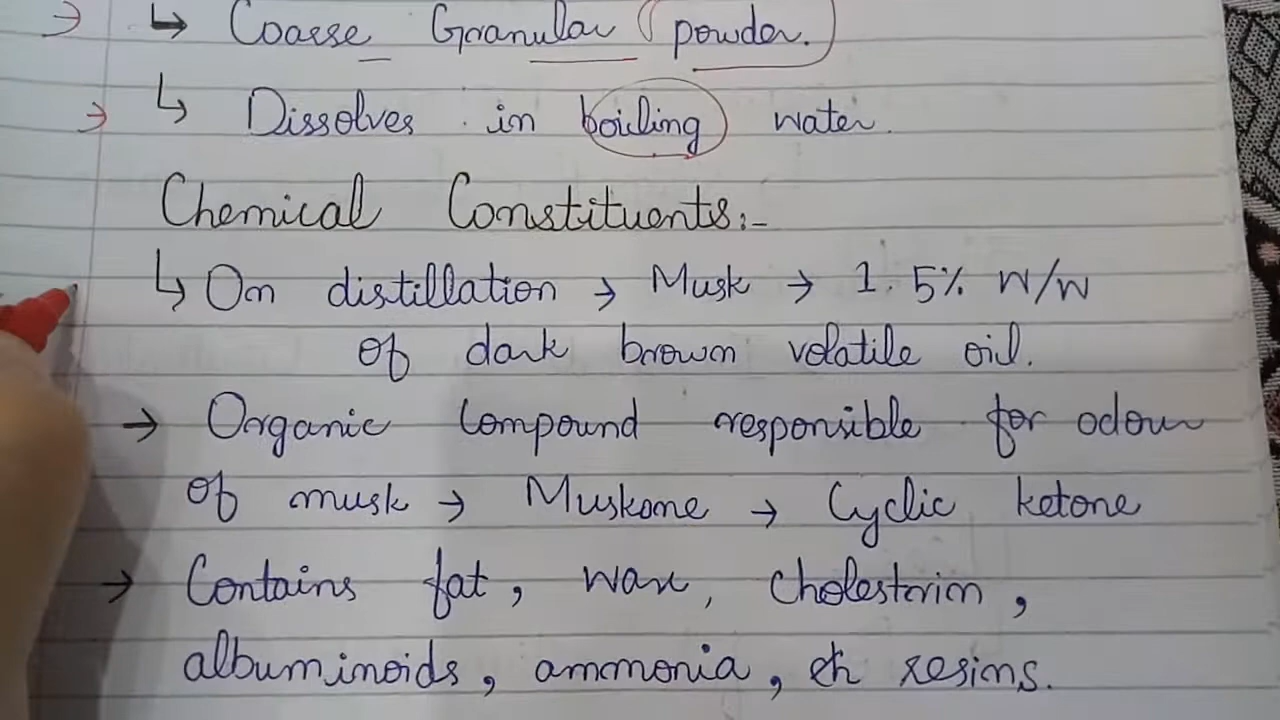 → ↳ Coarse Granular (powder.)
→ ↳ Dissolves in boiling water.
Chemical Constituents:-
↳ On distillation → Musk → 1.5% W/W
of dark brown volatile oil.
→ Organic compound responsible for odour
of musk → Muskone → Cyclic ketone
→ Contains fat, wax, Cholestrin,
albuminoids, ammonia, & resins.